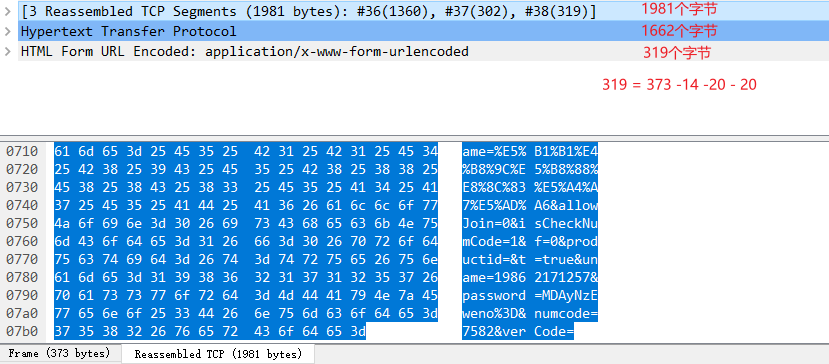 [3 Reassembled TCP Segments (1981 bytes): #36(1360), #37(302), #38(319)] 1981个字节
Hypertext Transfer Protocol 1662个字节
HTML Form URL Encoded: application/x-www-form-urlencoded 319个字节
319 = 373 -14 -20 - 20
0710 61 6d 65 3d 25 45 35 25 42 31 25 42 31 25 45 34 ame=%E5% B1%B1%E4
0720 25 42 38 25 39 43 25 45 35 25 42 38 25 38 38 25 %B8%9C%E 5%B8%88%
0730 45 38 25 38 43 25 38 33 25 45 35 25 41 34 25 41 E8%8C%83 %E5%A4%A
0740 37 25 45 35 25 41 44 25 41 36 26 61 6c 6c 6f 77 7%E5%AD% A6&allow
0750 4a 6f 69 6e 3d 30 26 69 73 43 68 65 63 6b 4e 75 Join=0&i sCheckNu
0760 6d 43 6f 64 65 3d 31 26 66 3d 30 26 70 72 6f 64 mCode=1& f=0&prod
0770 75 63 74 69 64 3d 26 74 3d 74 72 75 65 26 75 6e uctid=&t =true&un
0780 61 6d 65 3d 31 39 38 36 32 31 37 31 32 35 37 26 ame=1986 2171257&
0790 70 61 73 73 77 6f 72 64 3d 4d 44 41 79 4e 7a 45 password =MDAyNzE
07a0 77 65 6e 6f 25 33 44 26 6e 75 6d 63 6f 64 65 3d weno%3D& numcode=
07b0 37 35 38 32 26 76 65 72 43 6f 64 65 3d 7582&ver Code=
Frame (373 bytes) Reassembled TCP (1981 bytes)